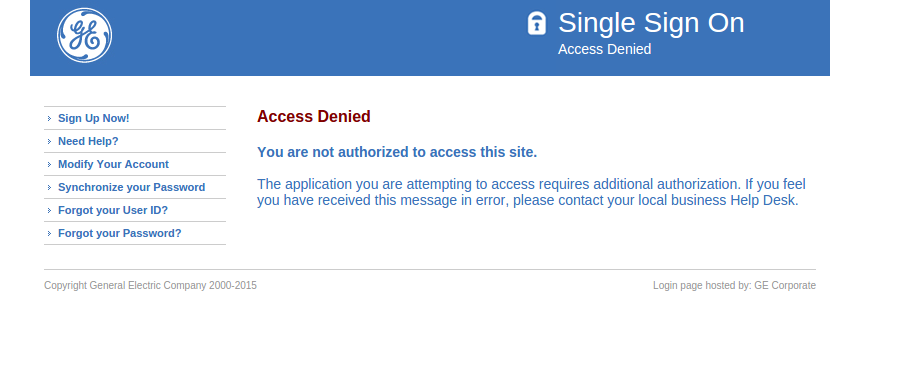 GE
Single Sign On
Access Denied
Sign Up Now!
Need Help?
Modify Your Account
Synchronize your Password
Forgot your User ID?
Forgot your Password?
Access Denied
You are not authorized to access this site.
The application you are attempting to access requires additional authorization. If you feel
you have received this message in error, please contact your local business Help Desk.
Copyright General Electric Company 2000-2015
Login page hosted by: GE Corporate